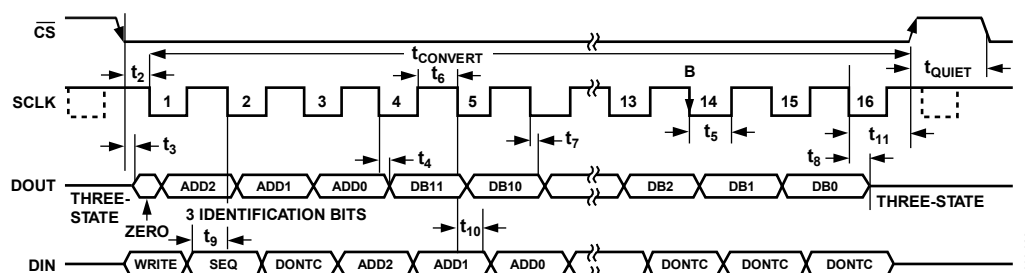 CS
tCONVERT
t2
t6
B
tQUIET
SCLK
1 2 3 4 5 13 14 15 16
t3
t4
t7
t5
t8
t11
DOUT
ADD2 ADD1 ADD0 DB11 DB10 DB2 DB1 DB0
THREE-
STATE
ZERO
3 IDENTIFICATION BITS
THREE-STATE
t9
t10
DIN
WRITE SEQ DONTC ADD2 ADD1 ADD0 DONTC DONTC DONTC